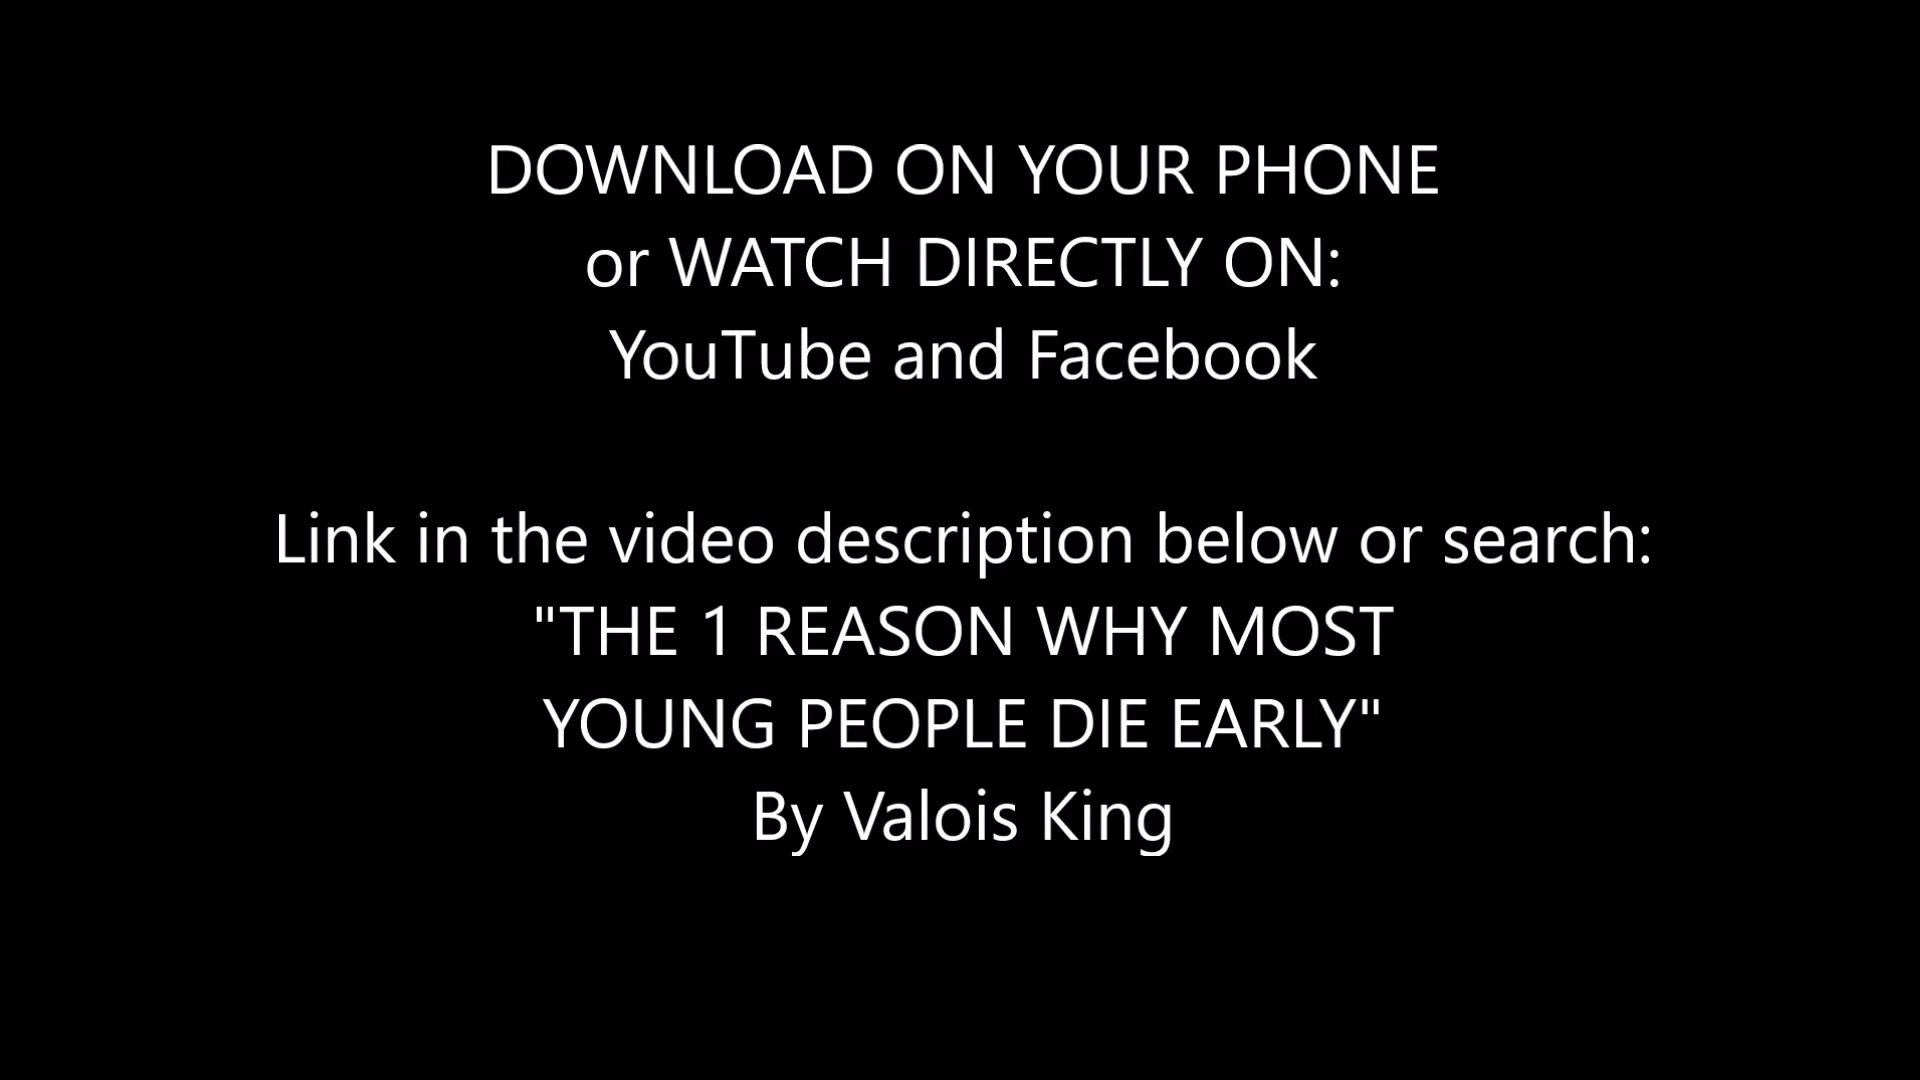 DOWNLOAD ON YOUR PHONE
or WATCH DIRECTLY ON:
YouTube and Facebook
Link in the video description below or search:
"THE 1 REASON WHY MOST
YOUNG PEOPLE DIE EARLY"
By Valois King